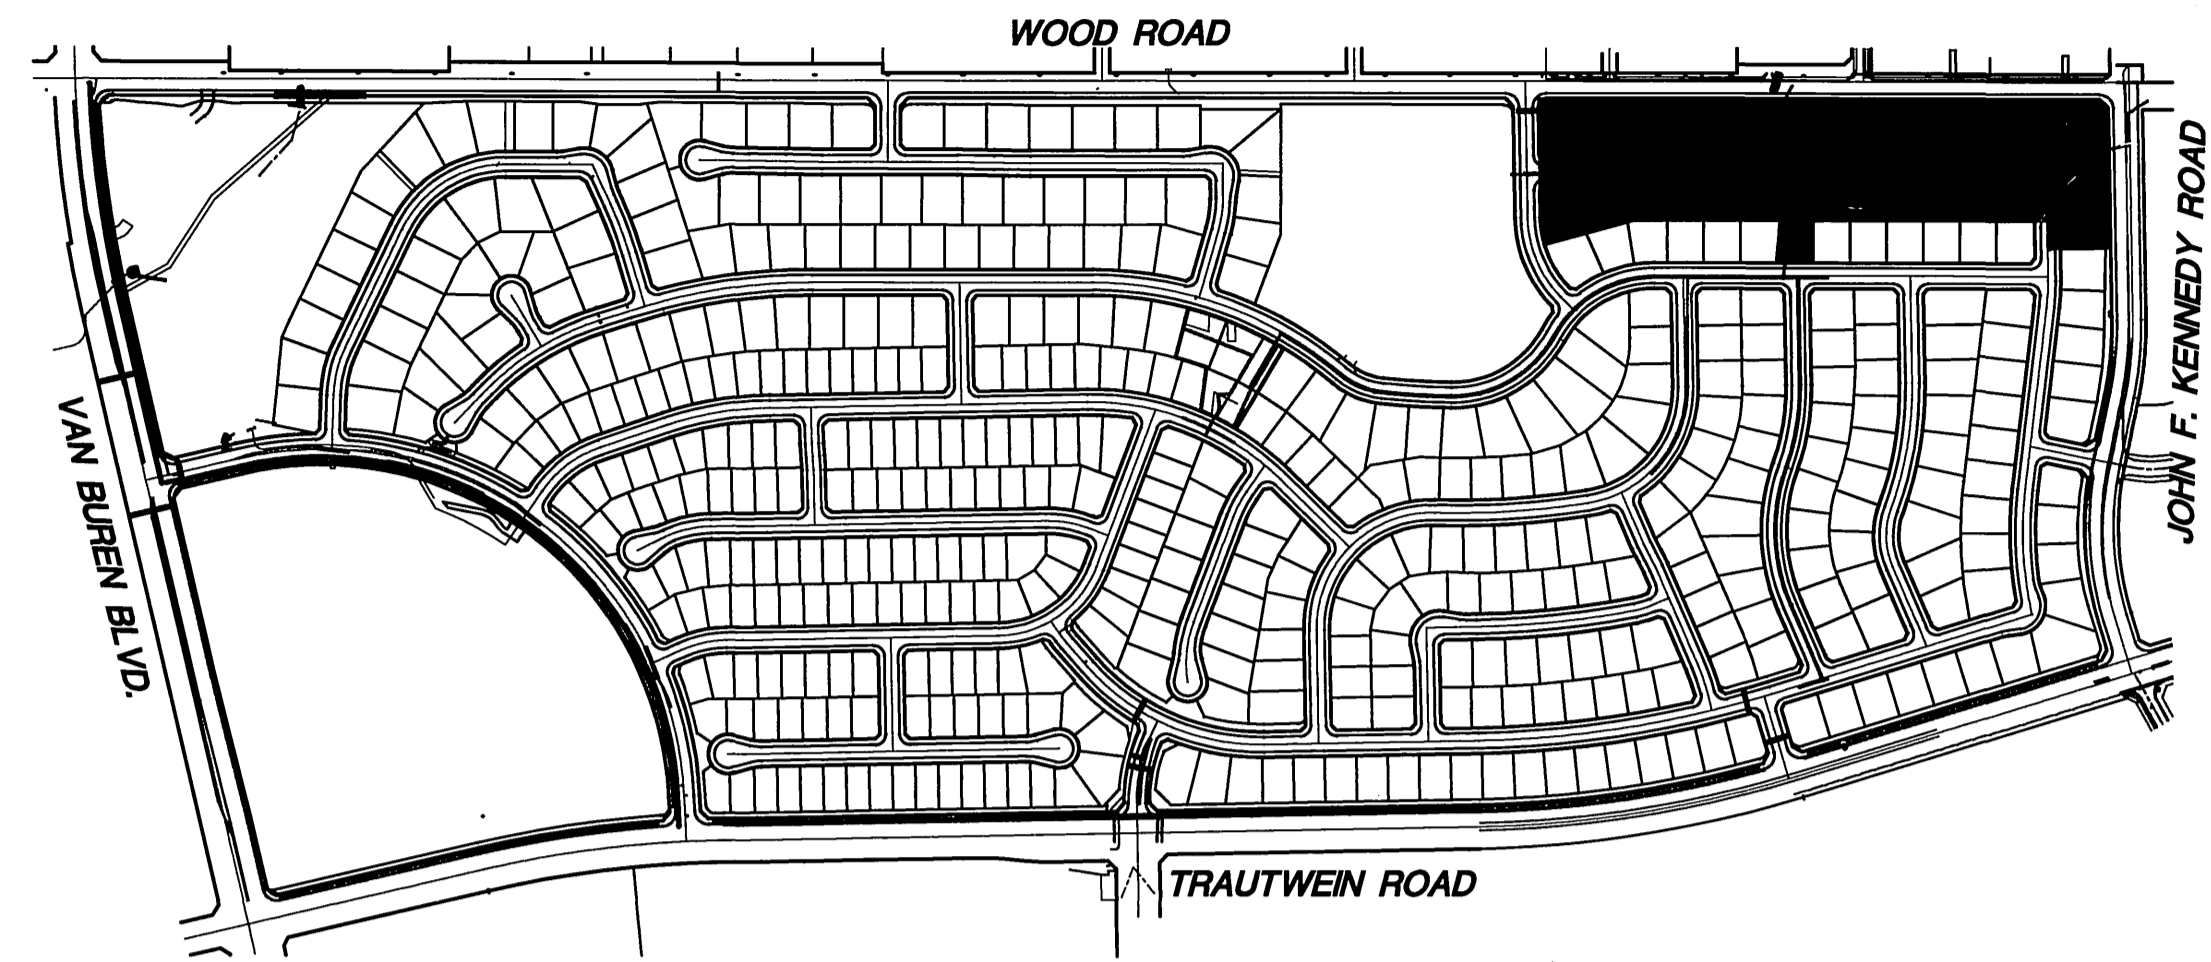 WOOD ROAD
JOHN F. KENNEDY ROAD
VAN BUREN BLVD.
TRAUTWEIN ROAD